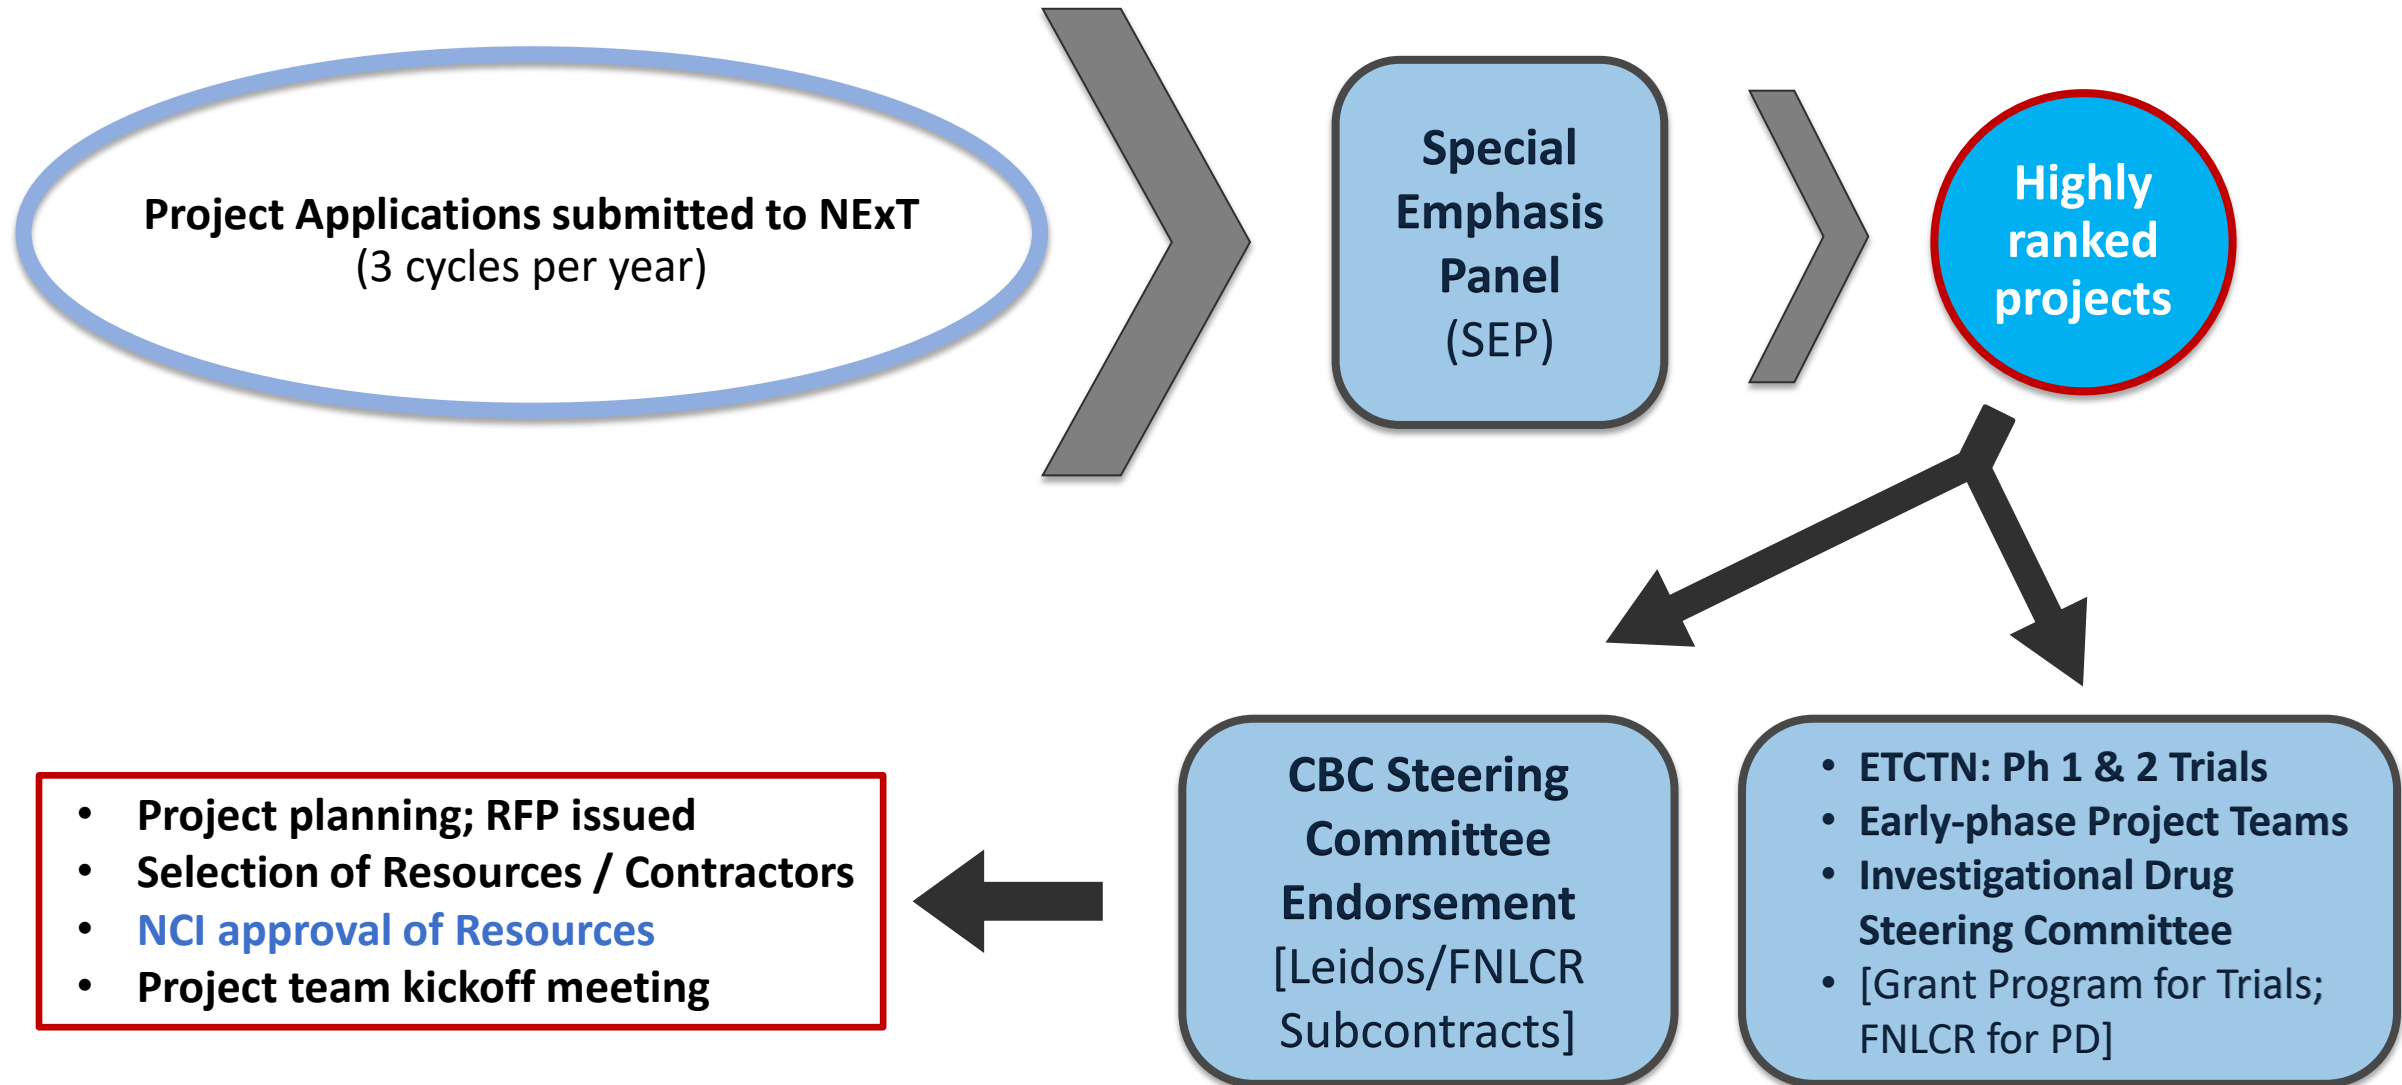 Project Applications submitted to NExT
(3 cycles per year)
Special
Emphasis
Panel
(SEP)
Highly
ranked
projects
• Project planning; RFP issued
• Selection of Resources / Contractors
• NCI approval of Resources
• Project team kickoff meeting
CBC Steering
Committee
Endorsement
[Leidos/FNLCR
Subcontracts]
• ETCTN: Ph 1 & 2 Trials
• Early-phase Project Teams
• Investigational Drug
Steering Committee
• [Grant Program for Trials;
FNLCR for PD]